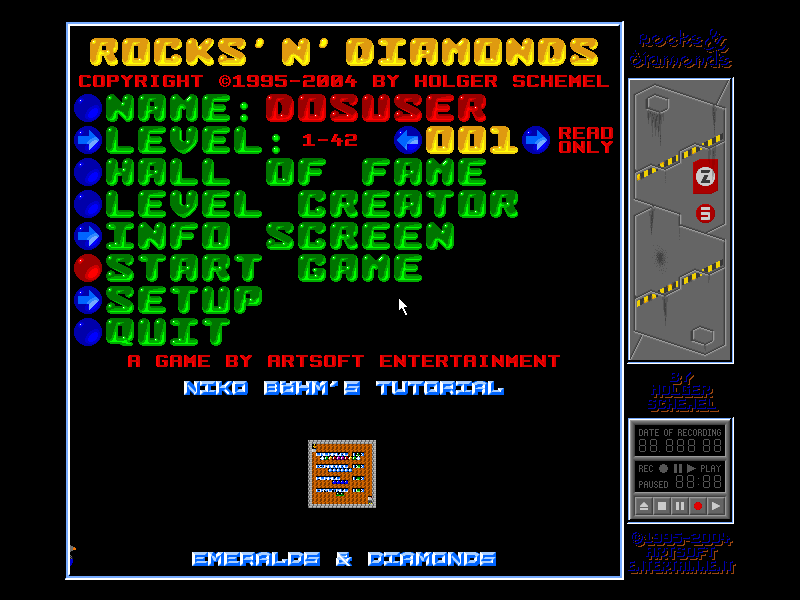 ROCKS'N'DIAMONDS
COPYRIGHT ©1995-2004 BY HOLGER SCHEMEL
NAME: DOSUSER
LEVEL: 1-42 001 READ ONLY
HALL OF FAME
LEVEL CREATOR
INFO SCREEN
START GAME
SETUP
QUIT
A GAME BY ARTSOFT ENTERTAINMENT
NIKO BÖHM'S TUTORIAL
EMERALDS & DIAMONDS
Rocks &
diamonds
BY
HOLGER
SCHEMEL
DATE OF RECORDING
REC PLAY
PAUSED
©1995-2004
ARTSOFT
ENTERTAINMENT